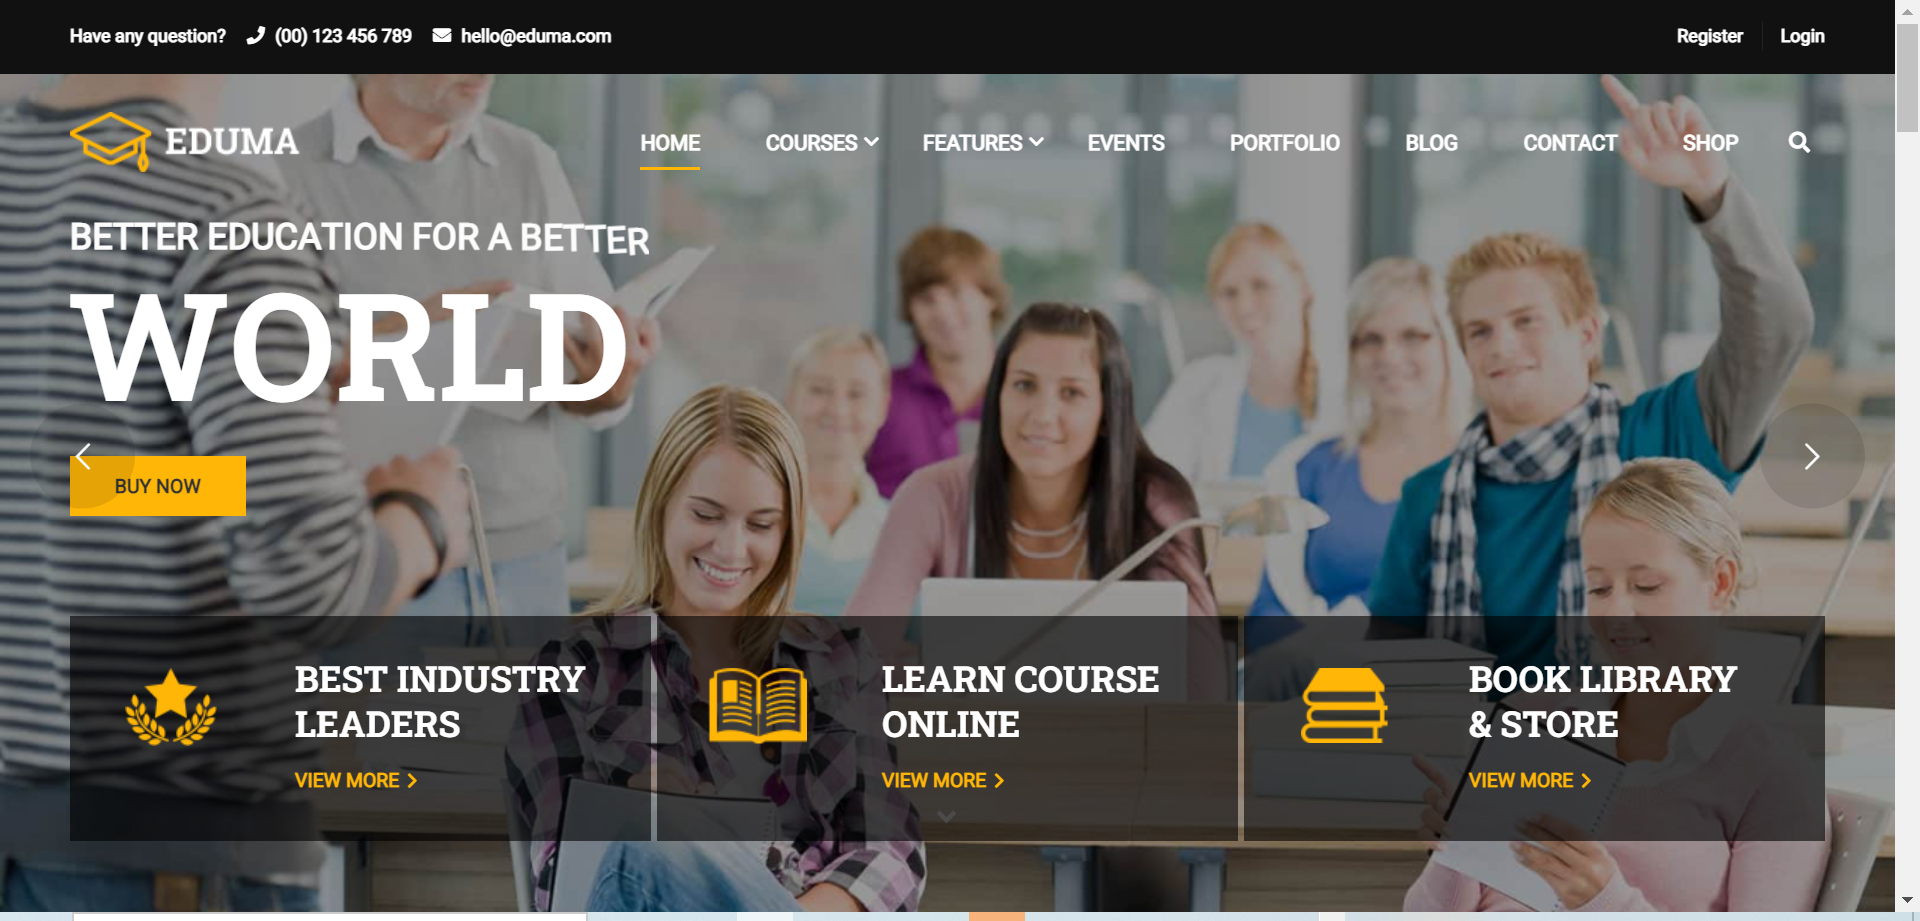 Have any question? (00) 123 456 789 hello@eduma.com Register Login
EDUMA HOME COURSES FEATURES EVENTS PORTFOLIO BLOG CONTACT SHOP
BETTER EDUCATION FOR A BETTER
WORLD
BUY NOW
BEST INDUSTRY
LEADERS
VIEW MORE
LEARN COURSE
ONLINE
VIEW MORE
BOOK LIBRARY
& STORE
VIEW MORE